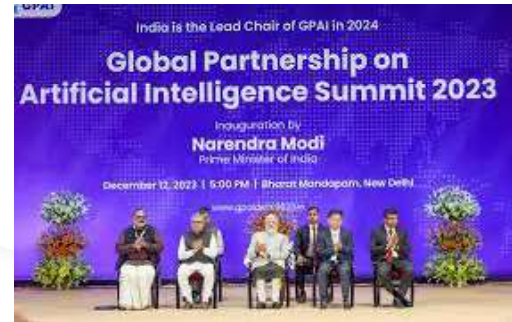 GPAI
India is the Lead Chair of GPAI in 2024
Global Partnership on
Artificial Intelligence Summit 2023
Inauguration by
Narendra Modi
Prime Minister of India
December 12, 2023 | 5:00 PM | Bharat Mandapam, New Delhi